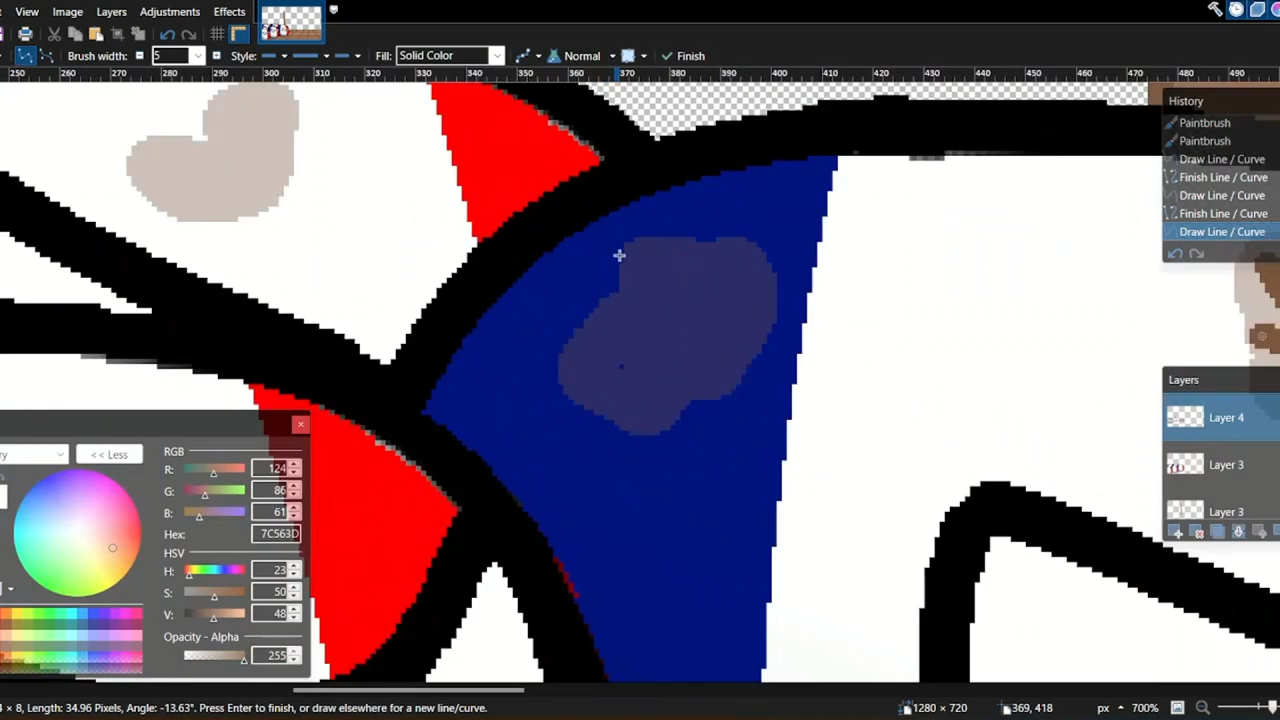 View Image Layers Adjustments Effects
Brush width: 5 Style: Fill: Solid Color Normal Finish
250 260 270 280 290 300 310 320 330 340 350 360 370 380 390 400 410 420 430 440 450 460 470 480 490
History
Paintbrush
Paintbrush
Draw Line / Curve
Finish Line / Curve
Draw Line / Curve
Finish Line / Curve
Draw Line / Curve
Layers
Layer 4
Layer 3
Layer 3
<< Less
RGB
R: 124
G: 86
B: 61
Hex: 7C563D
HSV
H: 23
S: 50
V: 48
Opacity - Alpha
255
× 8, Length: 34.96 Pixels, Angle: -13.63°. Press Enter to finish, or draw elsewhere for a new line/curve.
1280 × 720 369, 418 px 700%